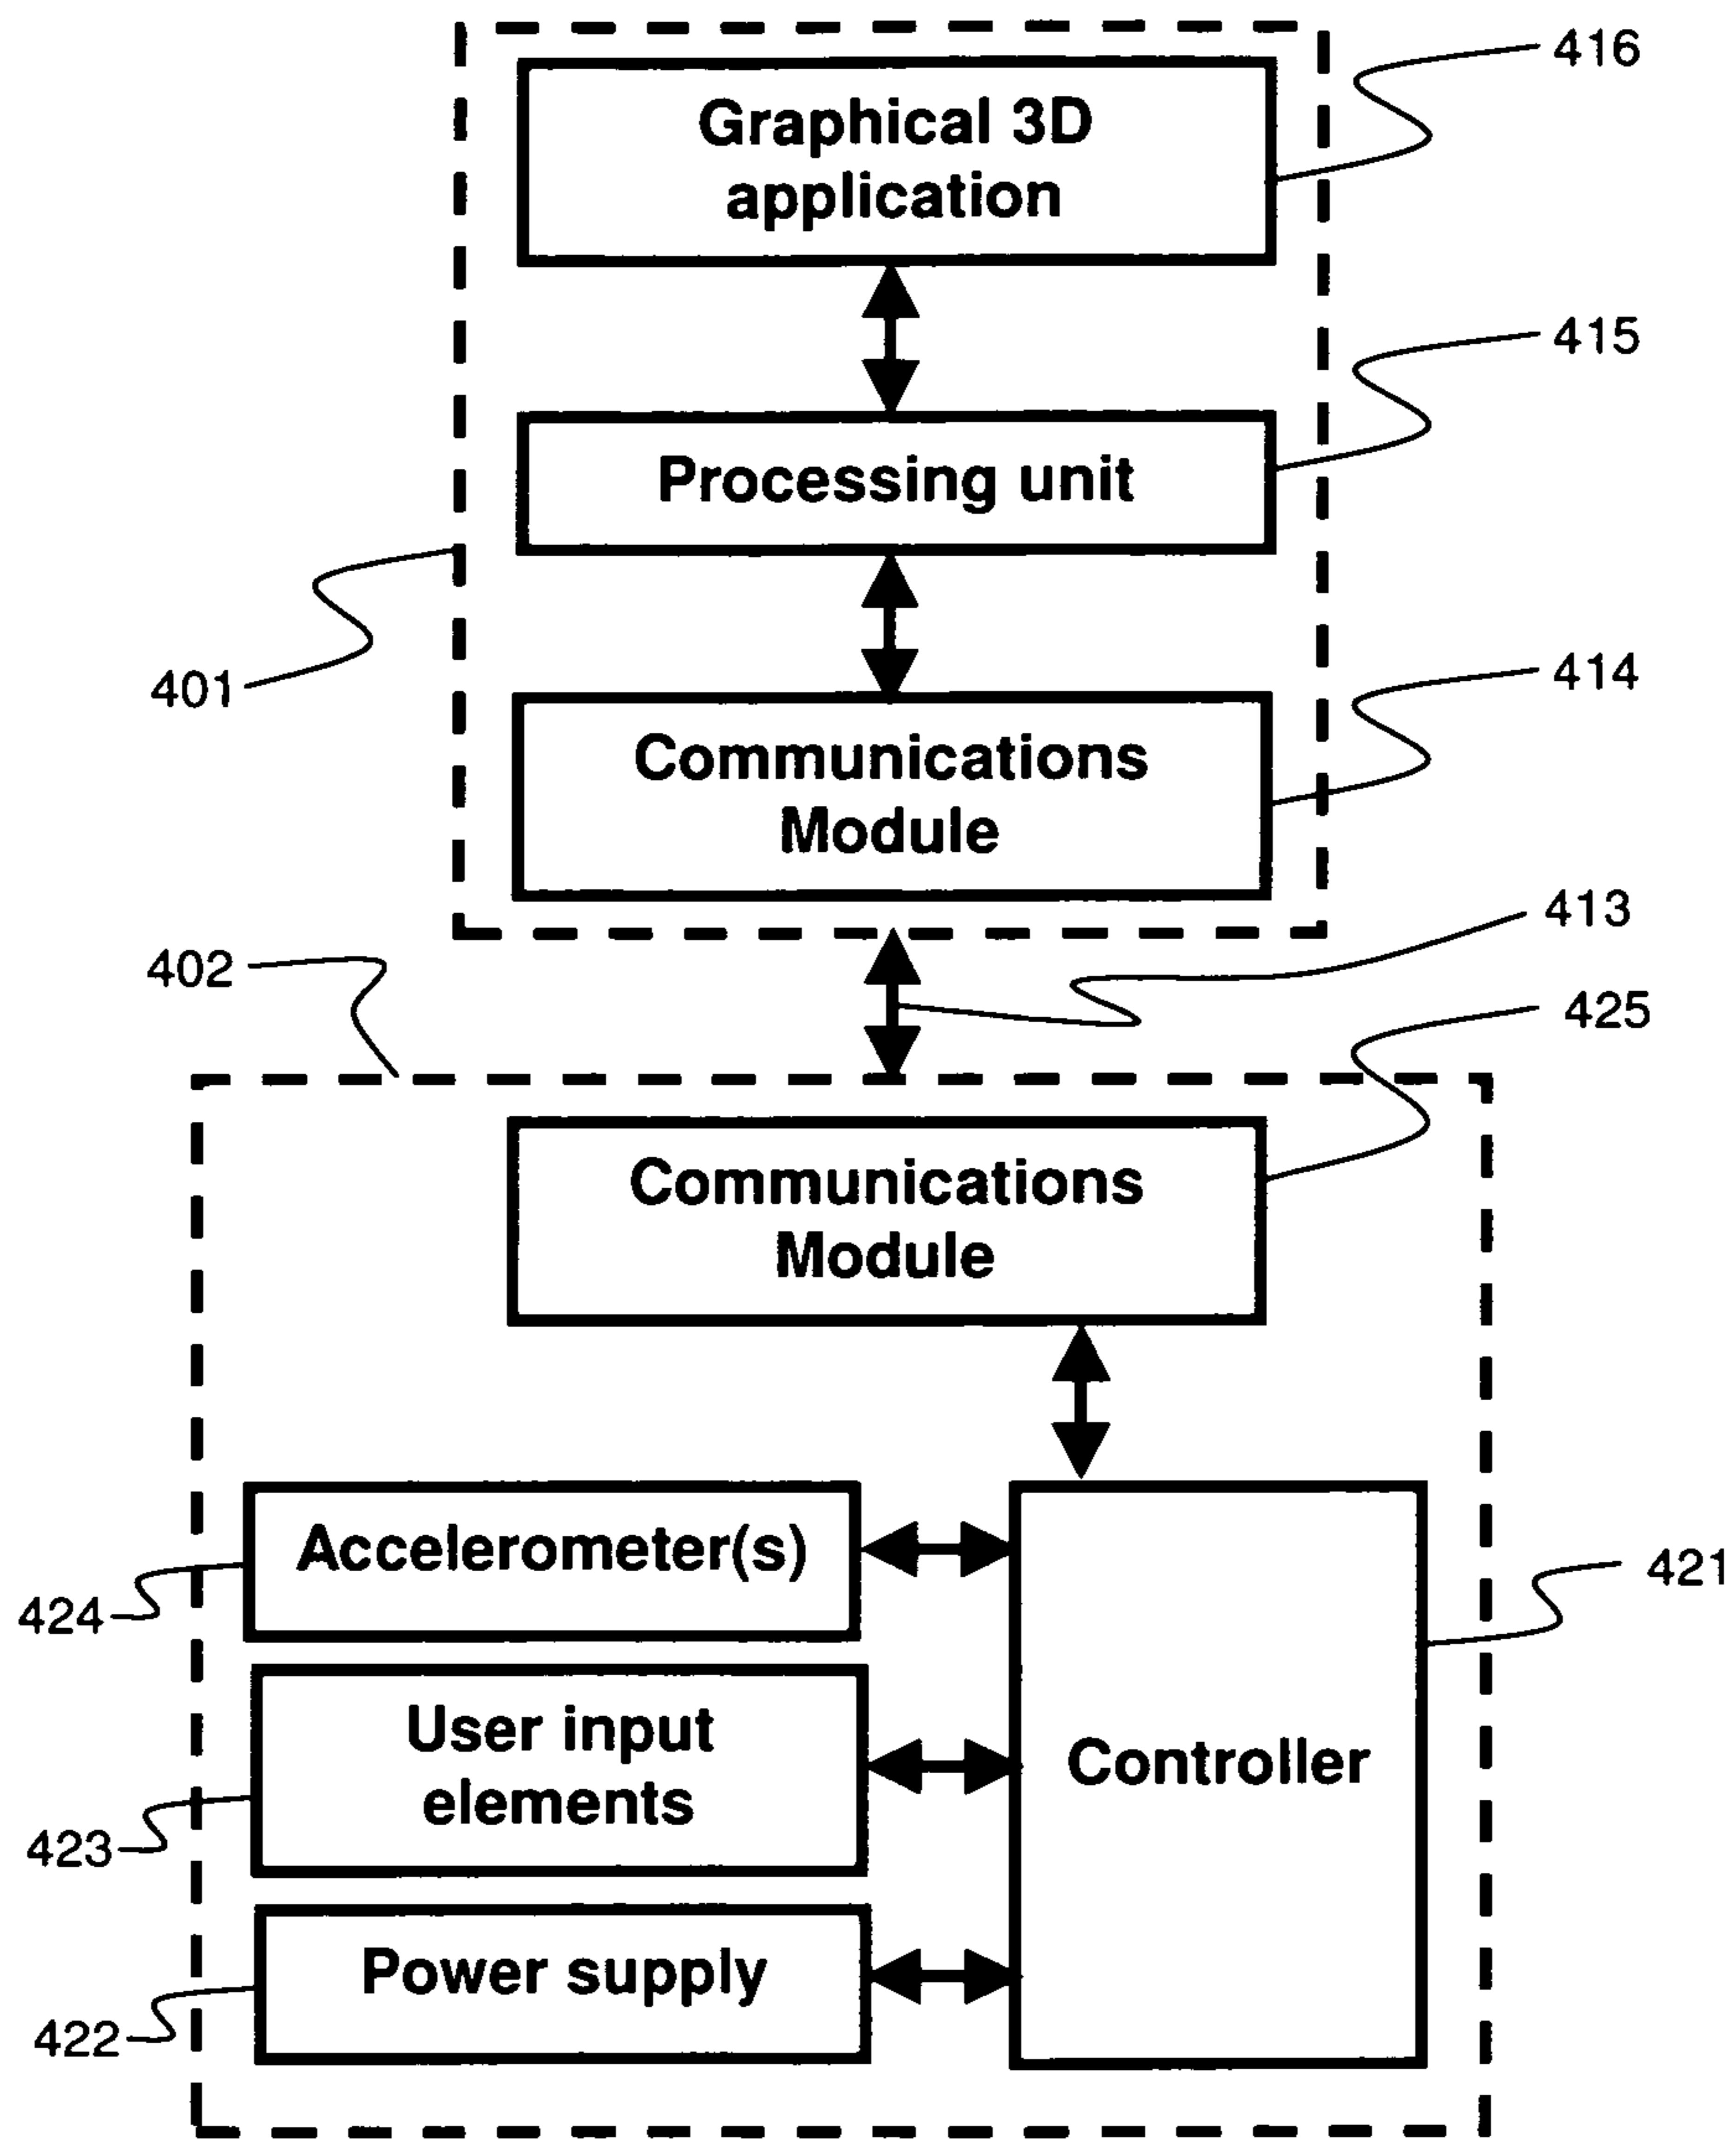 416
Graphical 3D
application
415
Processing unit
401
414
Communications
Module
413
402
425
Communications
Module
Accelerometer(s)
424
421
User input
elements
Controller
423
Power supply
422